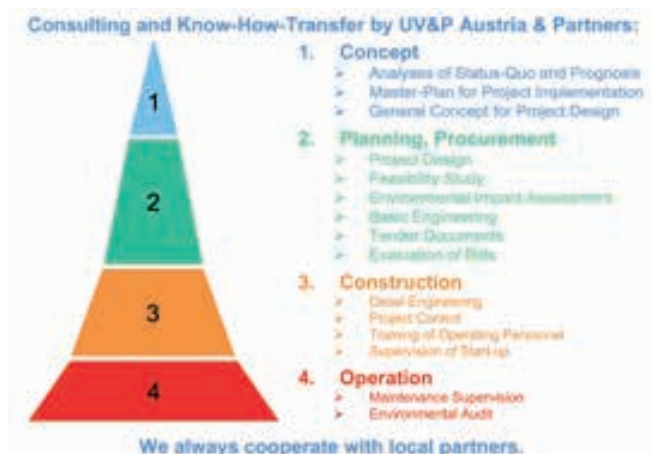 Consulting and Know-How-Transfer by UV&P Austria & Partners:
1. Concept
Analyses of Status-Quo and Prognosis
Master-Plan for Project Implementation
General Concept for Project Design
2. Planning, Procurement
Project Design
Feasibility Study
Environmental Impact Assessment
Basic Engineering
Tender Documents
Evaluation of Bids
3. Construction
Detail Engineering
Project Control
Training of Operating Personnel
Supervision of Start-up
4. Operation
Maintenance Supervision
Environmental Audit
1
2
3
4
We always cooperate with local partners.